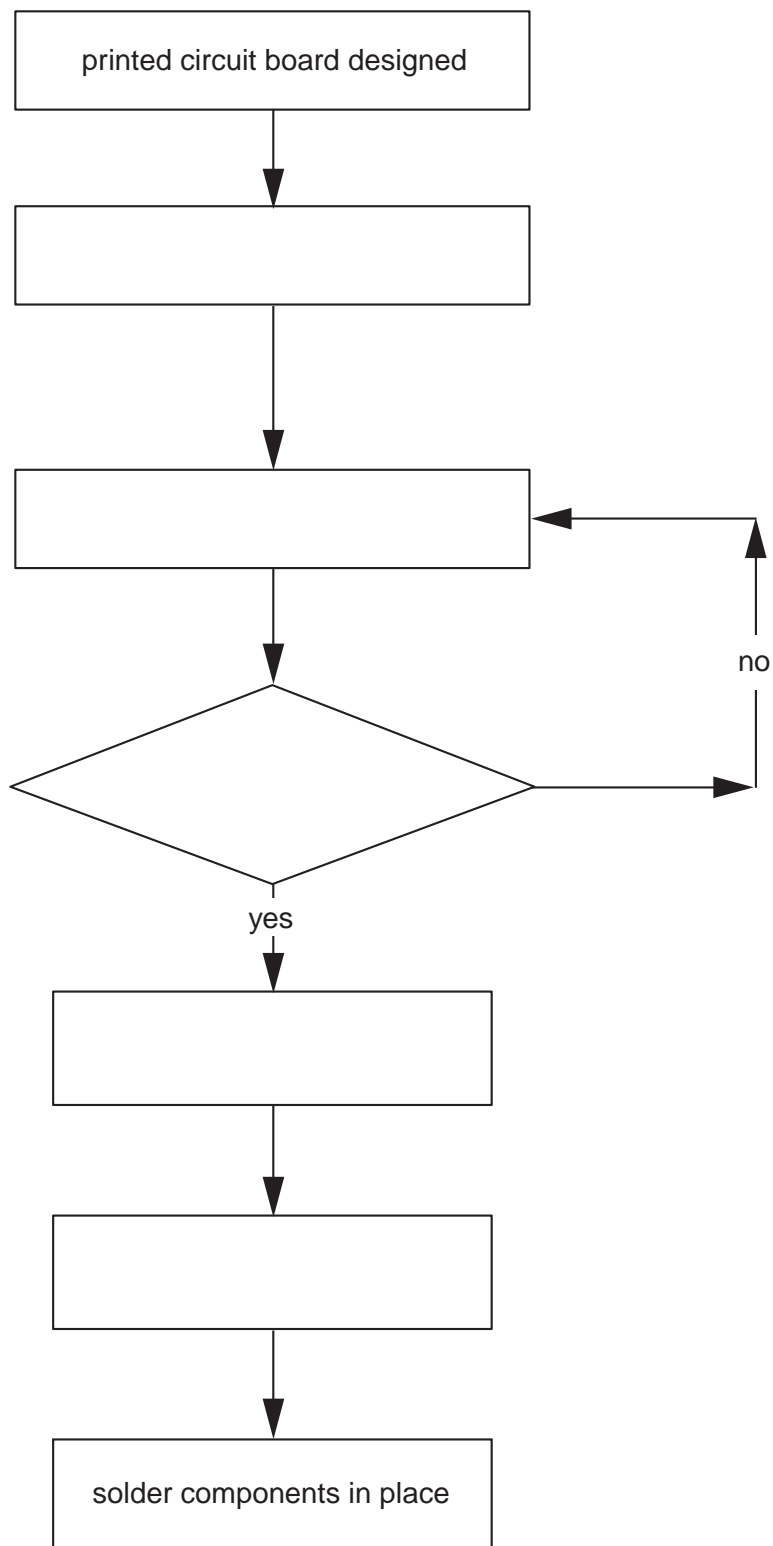 printed circuit board designed
no
yes
solder components in place